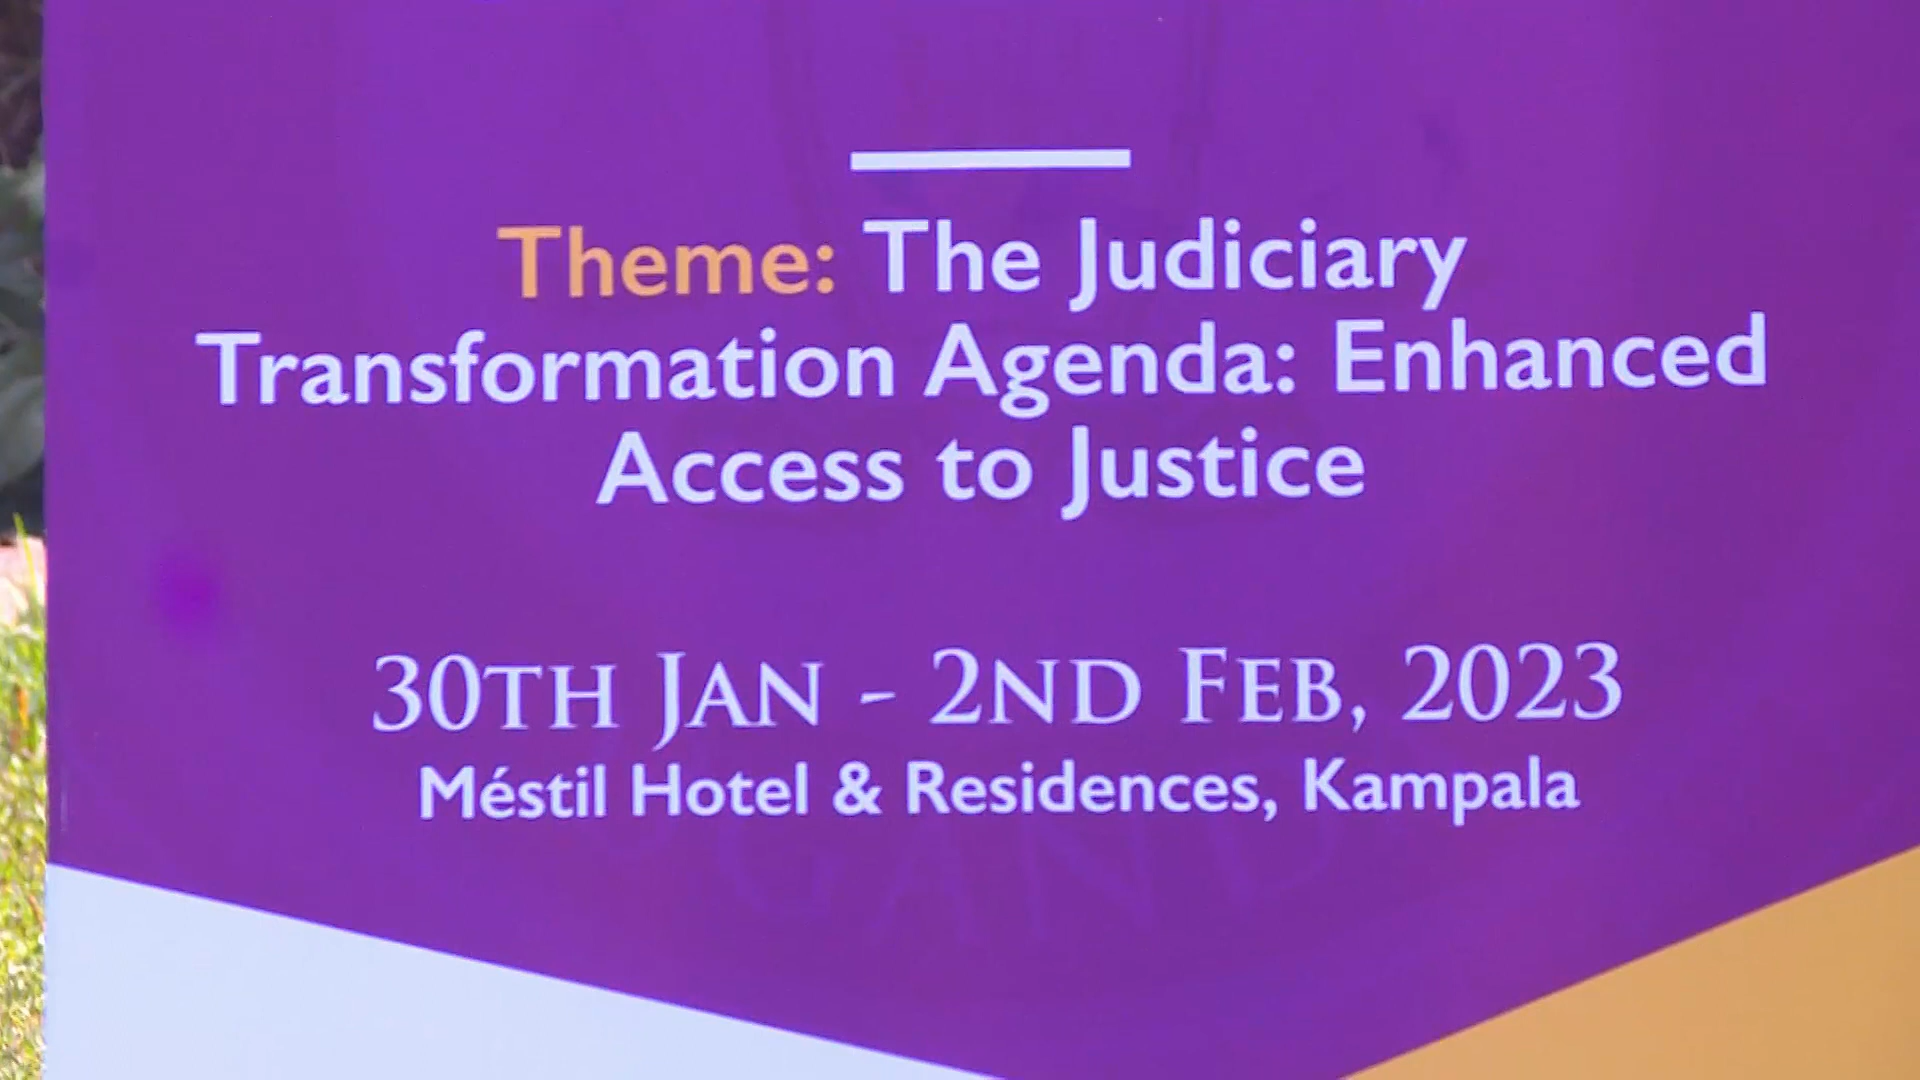 Theme: The Judiciary
Transformation Agenda: Enhanced
Access to Justice
30TH JAN - 2ND FEB, 2023
Méstil Hotel & Residences, Kampala